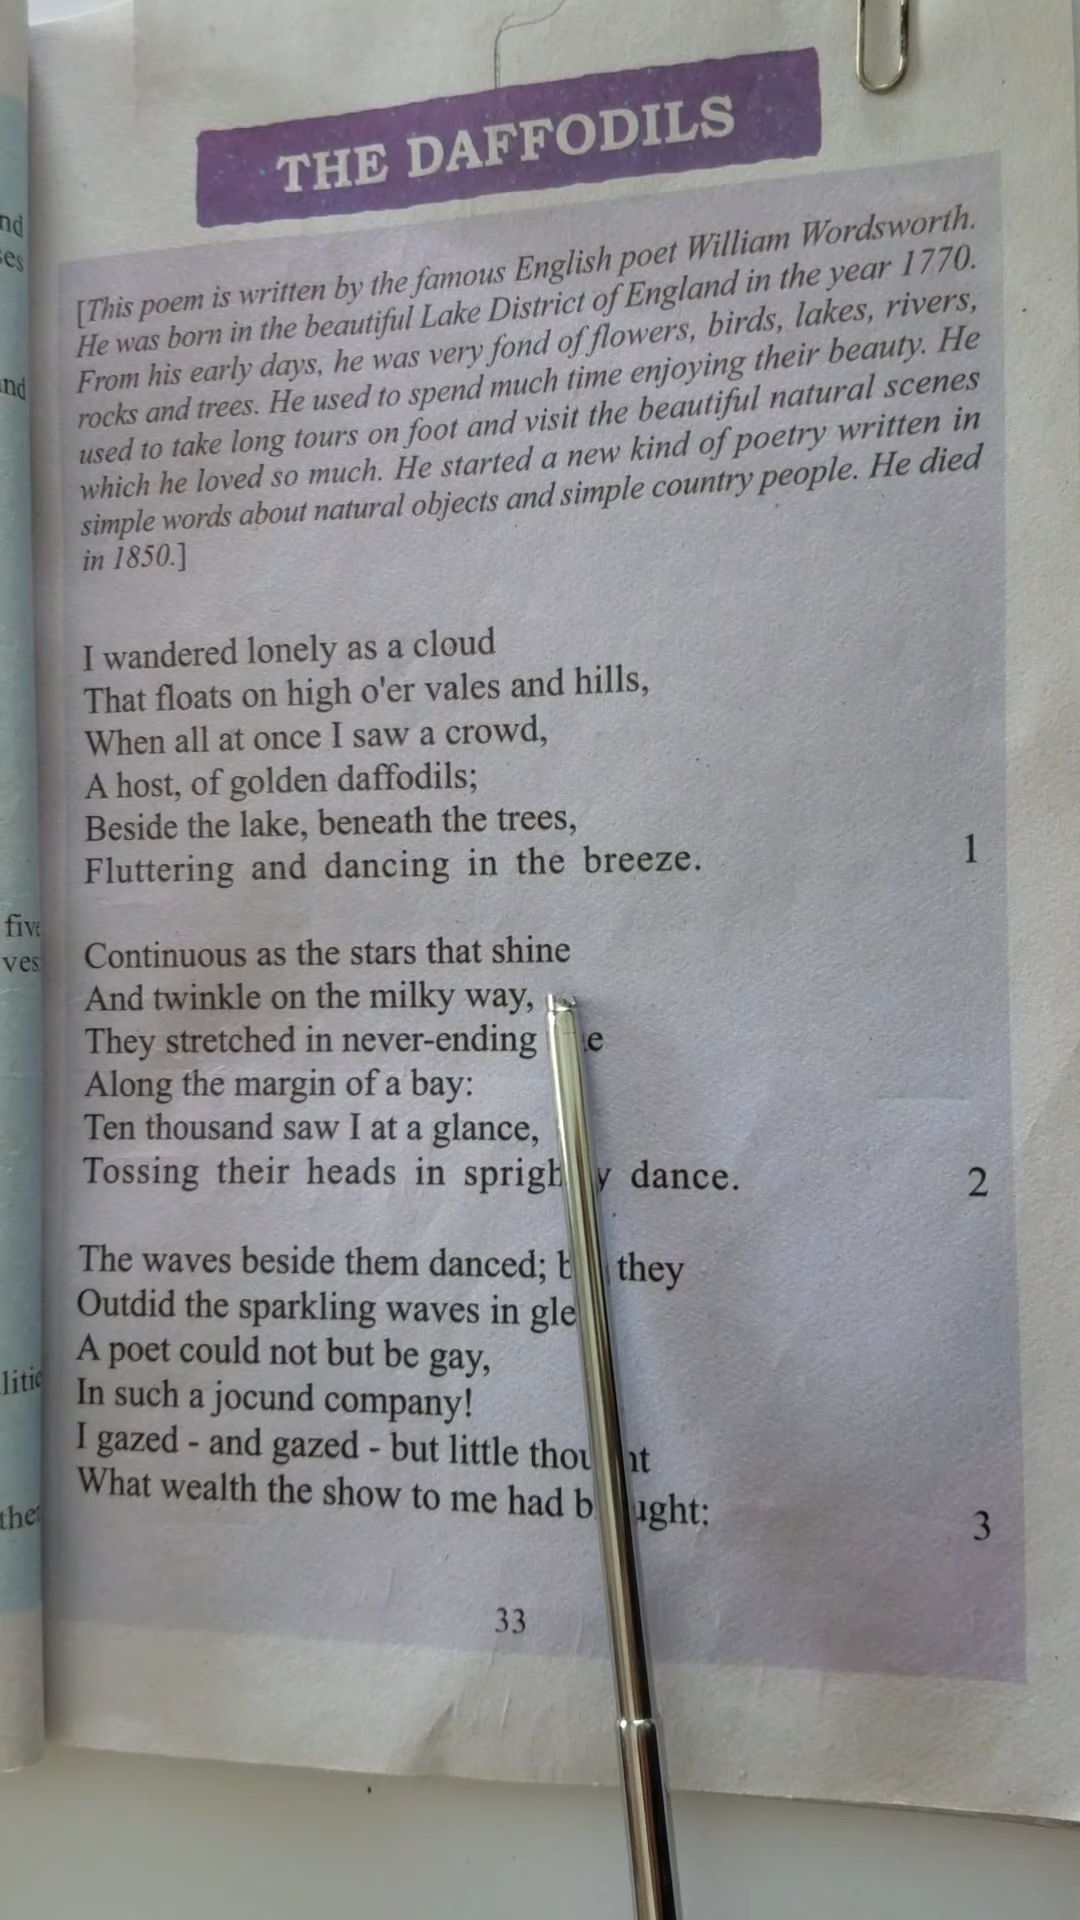 THE DAFFODILS
[This poem is written by the famous English poet William Wordsworth.
He was born in the beautiful Lake District of England in the year 1770.
From his early days, he was very fond of flowers, birds, lakes, rivers,
rocks and trees. He used to spend much time enjoying their beauty. He
used to take long tours on foot and visit the beautiful natural scenes
which he loved so much. He started a new kind of poetry written in
simple words about natural objects and simple country people. He died
in 1850.]
I wandered lonely as a cloud
That floats on high o'er vales and hills,
When all at once I saw a crowd,
A host, of golden daffodils;
Beside the lake, beneath the trees,
Fluttering and dancing in the breeze. 1
Continuous as the stars that shine
And twinkle on the milky way,
They stretched in never-ending
Along the margin of a bay:
Ten thousand saw I at a glance,
Tossing their heads in dance. 2
The waves beside them danced; they
Outdid the sparkling waves in
A poet could not but be gay,
In such a jocund company!
I gazed - and gazed - but little
What wealth the show to me had 3
33
nd
es
nd
five
ves